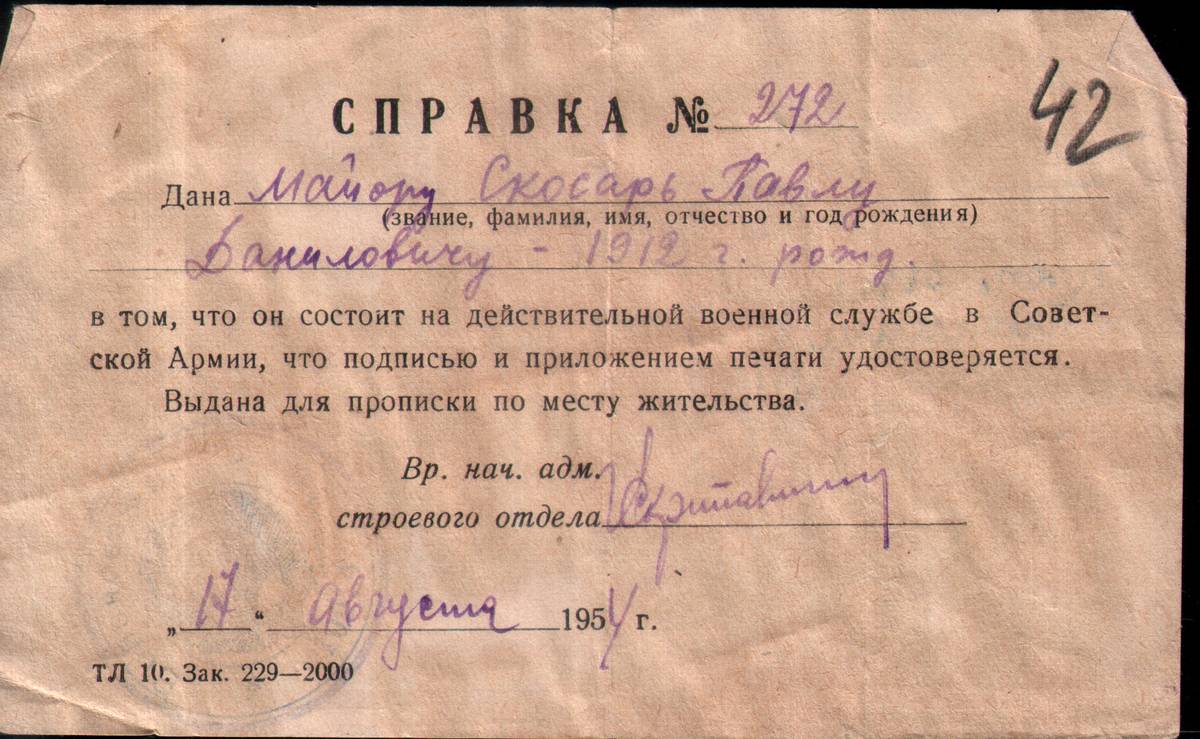 42
СПРАВКА № 272
Дана Майору Скосарь Павлу
(звание, фамилия, имя, отчество и год рождения)
Даниловичу - 1912 г. рожд.
в том, что он состоит на действительной военной службе в Совет-
ской Армии, что подписью и приложением печати удостоверяется.
Выдана для прописки по месту жительства.
Вр. нач. адм.
строевого отдела
„17“ августа 1954 г.
ТЛ 10. Зак. 229—2000